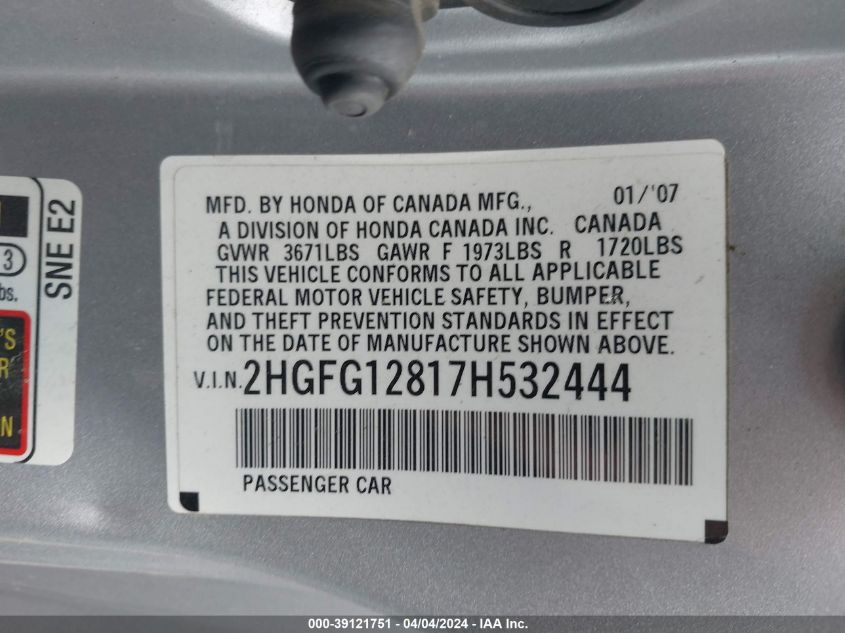 MFD. BY HONDA OF CANADA MFG., 01/'07
A DIVISION OF HONDA CANADA INC. CANADA
GVWR 3671LBS GAWR F 1973LBS R 1720LBS
THIS VEHICLE CONFORMS TO ALL APPLICABLE
FEDERAL MOTOR VEHICLE SAFETY, BUMPER,
AND THEFT PREVENTION STANDARDS IN EFFECT
ON THE DATE OF MANUFACTURE SHOWN ABOVE.
V.I.N. 2HGFG12817H532444
PASSENGER CAR
SNE E2
3
bs.
'S
R
N
000-39121751 - 04/04/2024 - IAA Inc.